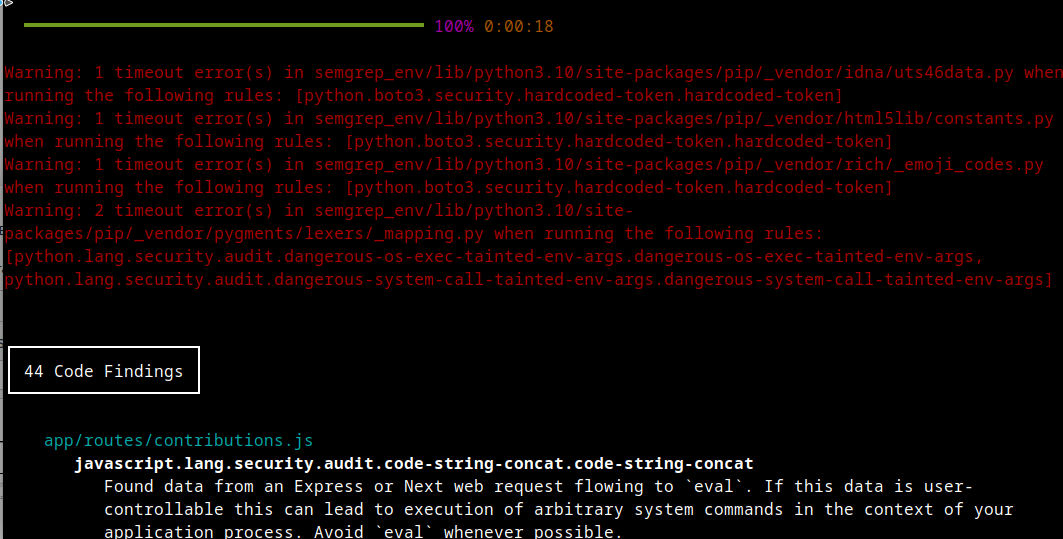 100% 0:00:18
Warning: 1 timeout error(s) in semgrep_env/lib/python3.10/site-packages/pip/_vendor/idna/uts46data.py when
running the following rules: [python.boto3.security.hardcoded-token.hardcoded-token]
Warning: 1 timeout error(s) in semgrep_env/lib/python3.10/site-packages/pip/_vendor/html5lib/constants.py
when running the following rules: [python.boto3.security.hardcoded-token.hardcoded-token]
Warning: 1 timeout error(s) in semgrep_env/lib/python3.10/site-packages/pip/_vendor/rich/_emoji_codes.py
when running the following rules: [python.boto3.security.hardcoded-token.hardcoded-token]
Warning: 2 timeout error(s) in semgrep_env/lib/python3.10/site-
packages/pip/_vendor/pygments/lexers/_mapping.py when running the following rules:
[python.lang.security.audit.dangerous-os-exec-tainted-env-args.dangerous-os-exec-tainted-env-args,
python.lang.security.audit.dangerous-system-call-tainted-env-args.dangerous-system-call-tainted-env-args]
44 Code Findings
app/routes/contributions.js
javascript.lang.security.audit.code-string-concat.code-string-concat
Found data from an Express or Next web request flowing to `eval`. If this data is user-
controllable this can lead to execution of arbitrary system commands in the context of your
application process. Avoid `eval` whenever possible.